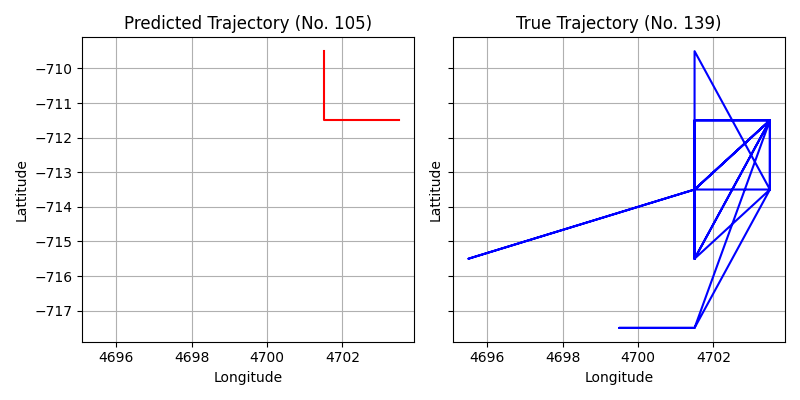 Predicted Trajectory (No. 105)
True Trajectory (No. 139)
Lattitude
−710
−711
−712
−713
−714
−715
−716
−717
4696
4698
4700
4702
Longitude
Lattitude
4696
4698
4700
4702
Longitude